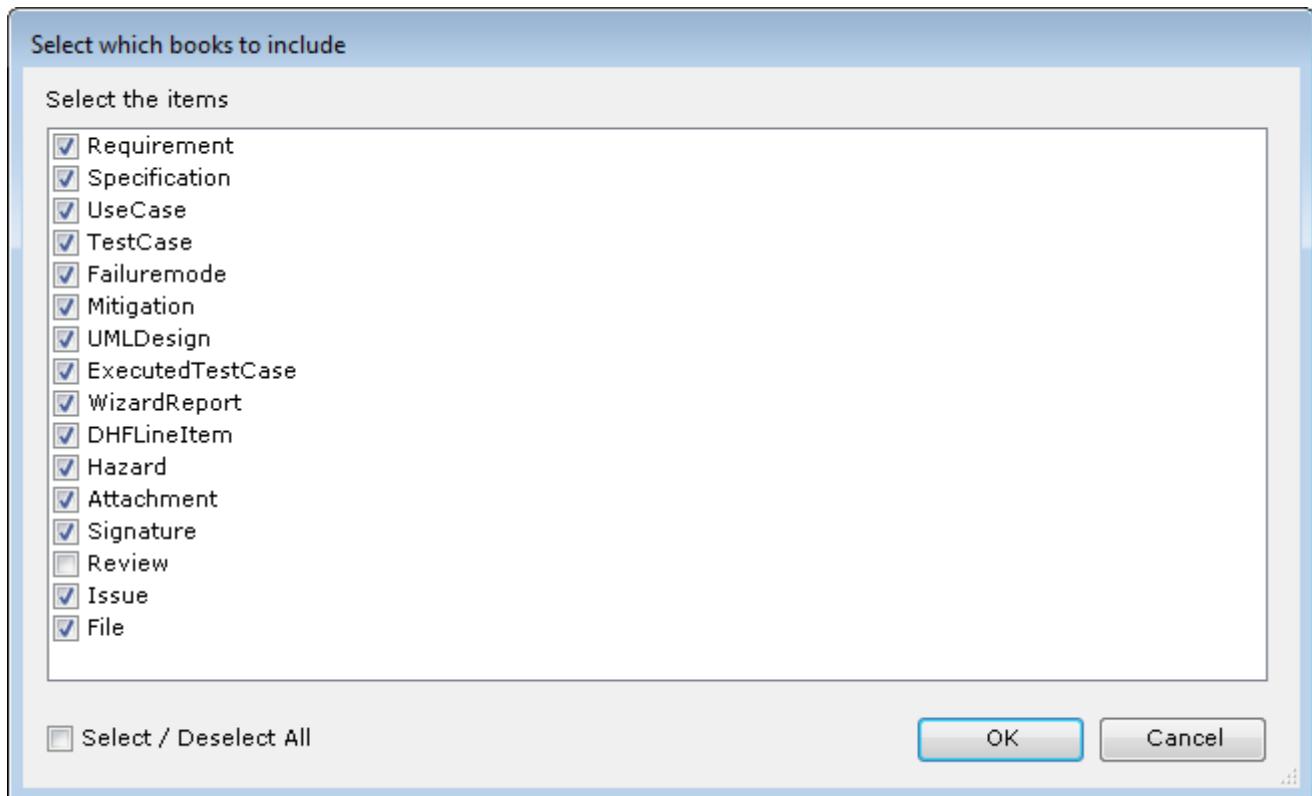 Select which books to include
Select the items
Requirement
Specification
UseCase
TestCase
Failuremode
Mitigation
UMLDesign
ExecutedTestCase
WizardReport
DHFLineItem
Hazard
Attachment
Signature
Review
Issue
File
Select / Deselect All
OK
Cancel